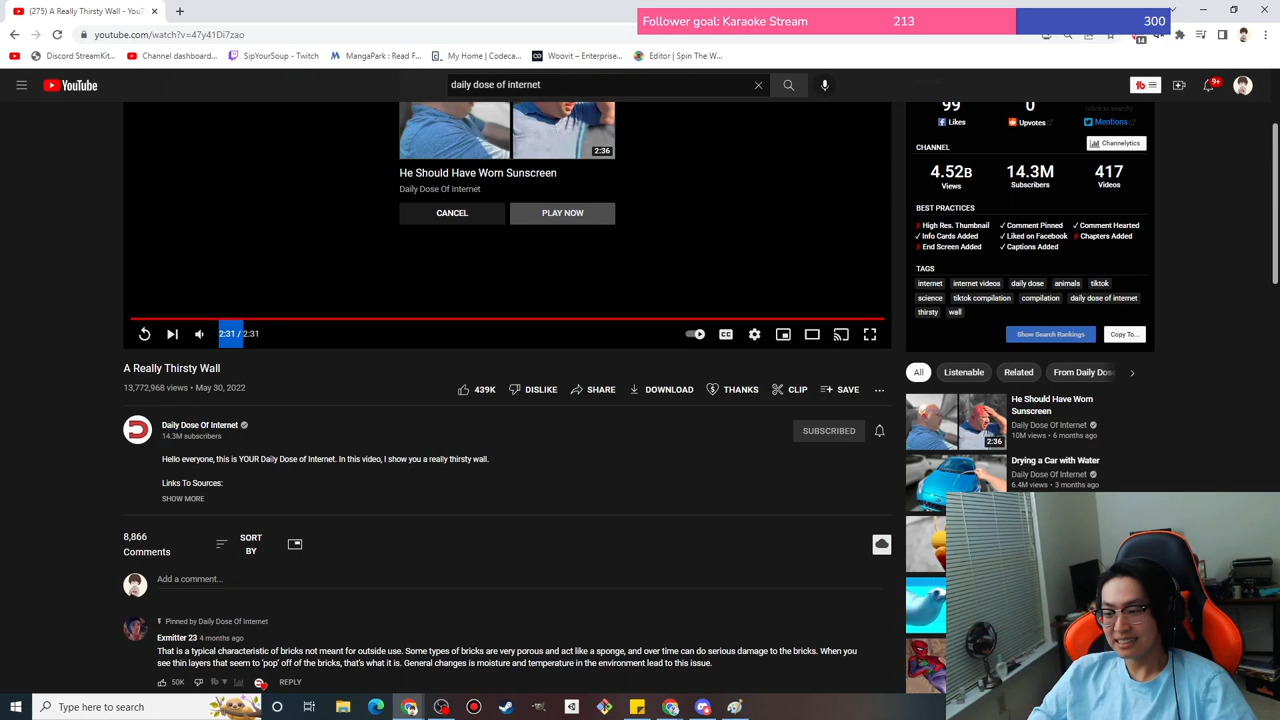 (275) A Really Thirsty Wall - YouT
Follower goal: Karaoke Stream 213 300
youtube.com/watch?v=47y41Di7zao
14
Discord StreamKit... Channel dashboard... SipYourSoup - Twitch MangaPark : Read F... My Home | Codeca... Woovit – Enterprise... Editor | Spin The W...
YouTube
daily dose of internet
9+
2:36
He Should Have Worn Sunscreen
Daily Dose Of Internet
CANCEL PLAY NOW
2:31 / 2:31
A Really Thirsty Wall
13,772,968 views • May 30, 2022
439K DISLIKE SHARE DOWNLOAD THANKS CLIP SAVE ...
Daily Dose Of Internet
14.3M subscribers
SUBSCRIBED
Hello everyone, this is YOUR Daily Dose of Internet. In this video, I show you a really thirsty wall.
Links To Sources:
SHOW MORE
8,866
Comments
SORT
BY
Add a comment...
Pinned by Daily Dose Of Internet
Exmitter 23 4 months ago
That is a typical characteristic of bricks not meant for outside use. Some types of bricks are very porous and act like a sponge, and over time can do serious damage to the bricks. When you
see thin layers that seem to 'pop' off of the bricks, that's what it is. General changes is moisture and temperature in the environment lead to this issue.
50K REPLY
99 0 (click to search)
Likes Upvotes Mentions
CHANNEL Channelytics
4.52B 14.3M 417
Views Subscribers Videos
BEST PRACTICES
✗ High Res. Thumbnail ✓ Comment Pinned ✓ Comment Hearted
✓ Info Cards Added ✓ Liked on Facebook ✗ Chapters Added
✗ End Screen Added ✓ Captions Added
TAGS
internet internet videos daily dose animals tiktok
science tiktok compilation compilation daily dose of internet
thirsty wall
Show Search Rankings Copy To...
All Listenable Related From Daily Dos
He Should Have Worn
Sunscreen
Daily Dose Of Internet
10M views • 6 months ago
2:36
Drying a Car with Water
Daily Dose Of Internet
6.4M views • 3 months ago
Type here to search